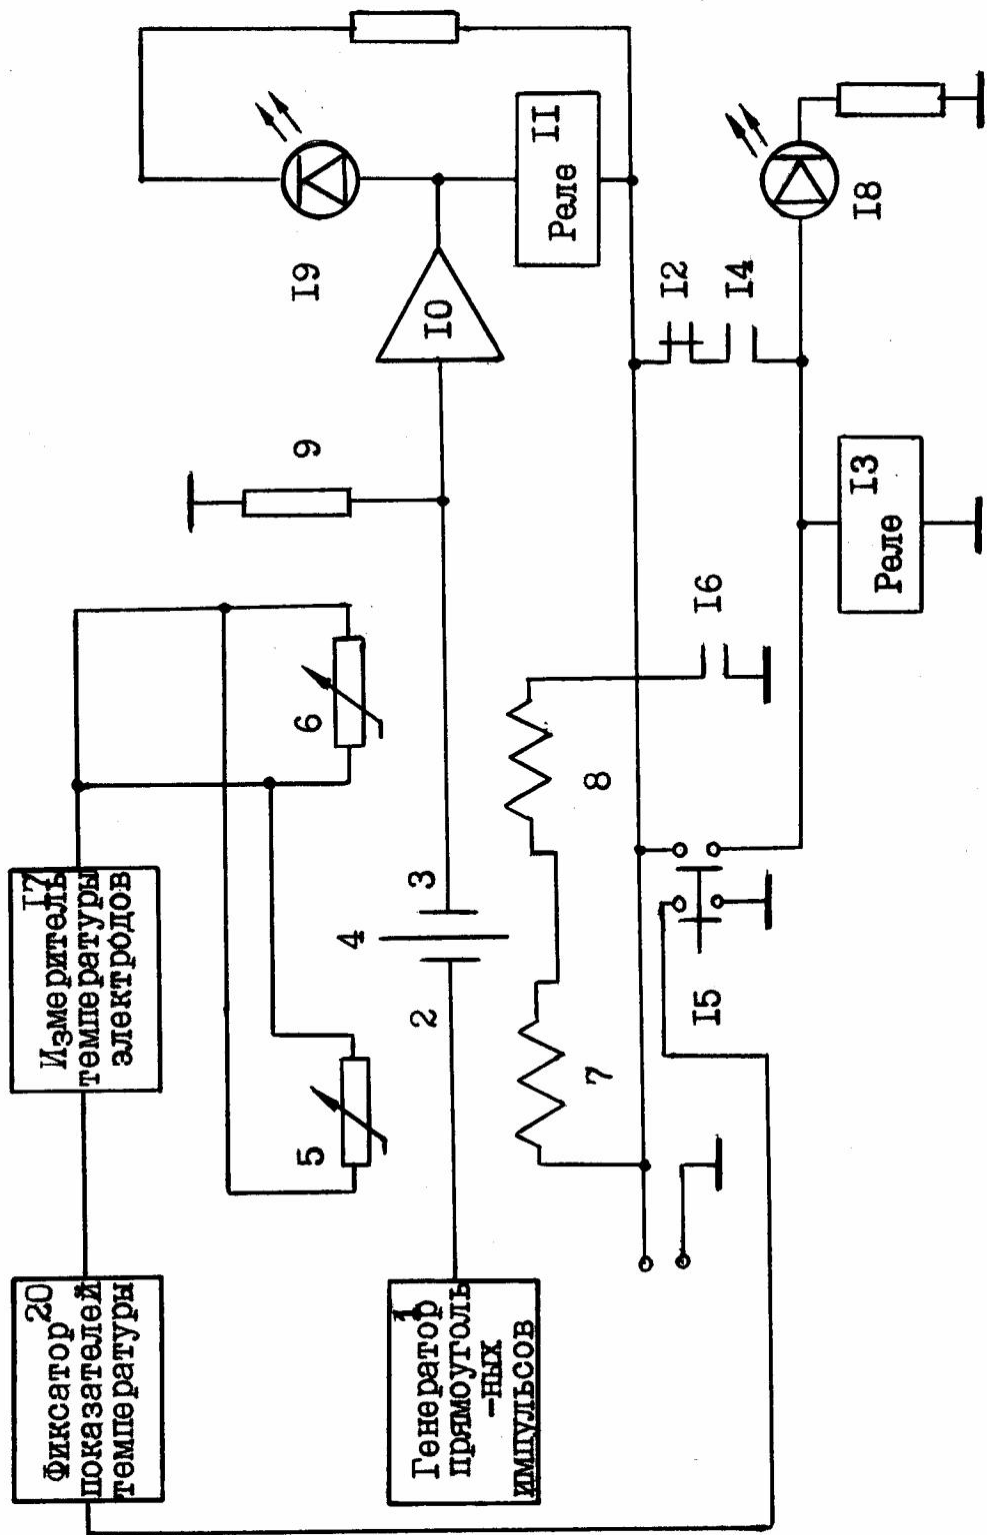 20
Фиксатор
показателей
температуры
I7
Измеритель
температуры
электродов
5
6
9
I9
1
Генератор
прямоуголь
-ных
импульсов
2
4
3
I0
II
Реле
7
8
I5
I6
I2
I4
I3
Реле
I8